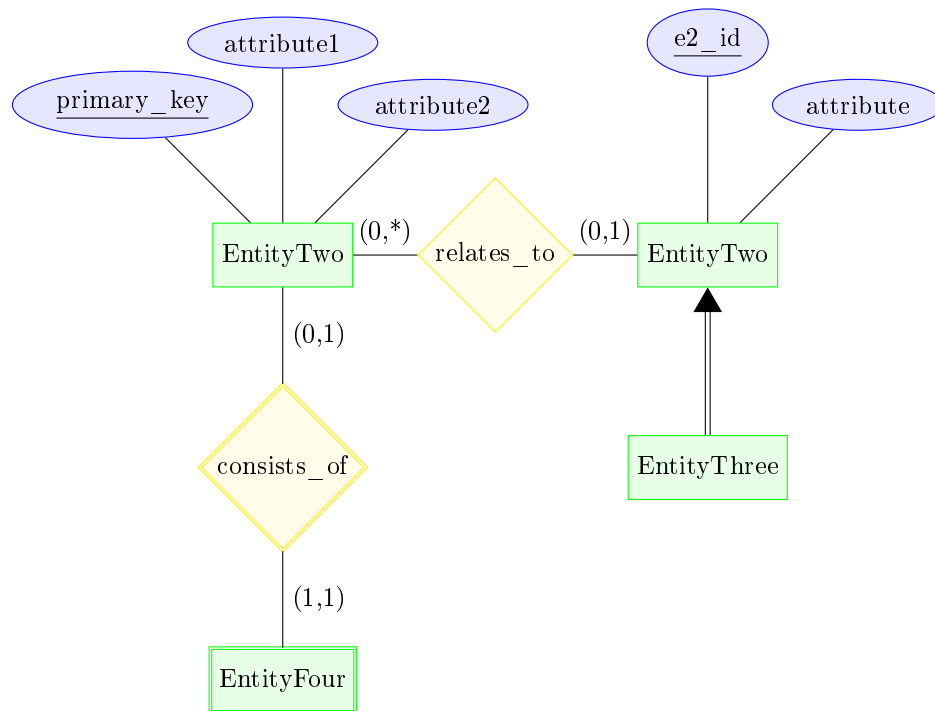 attribute1
e2_id
primary_key
attribute2
attribute
EntityTwo
(0,*)
relates_to
(0,1)
EntityTwo
(0,1)
consists_of
EntityThree
(1,1)
EntityFour